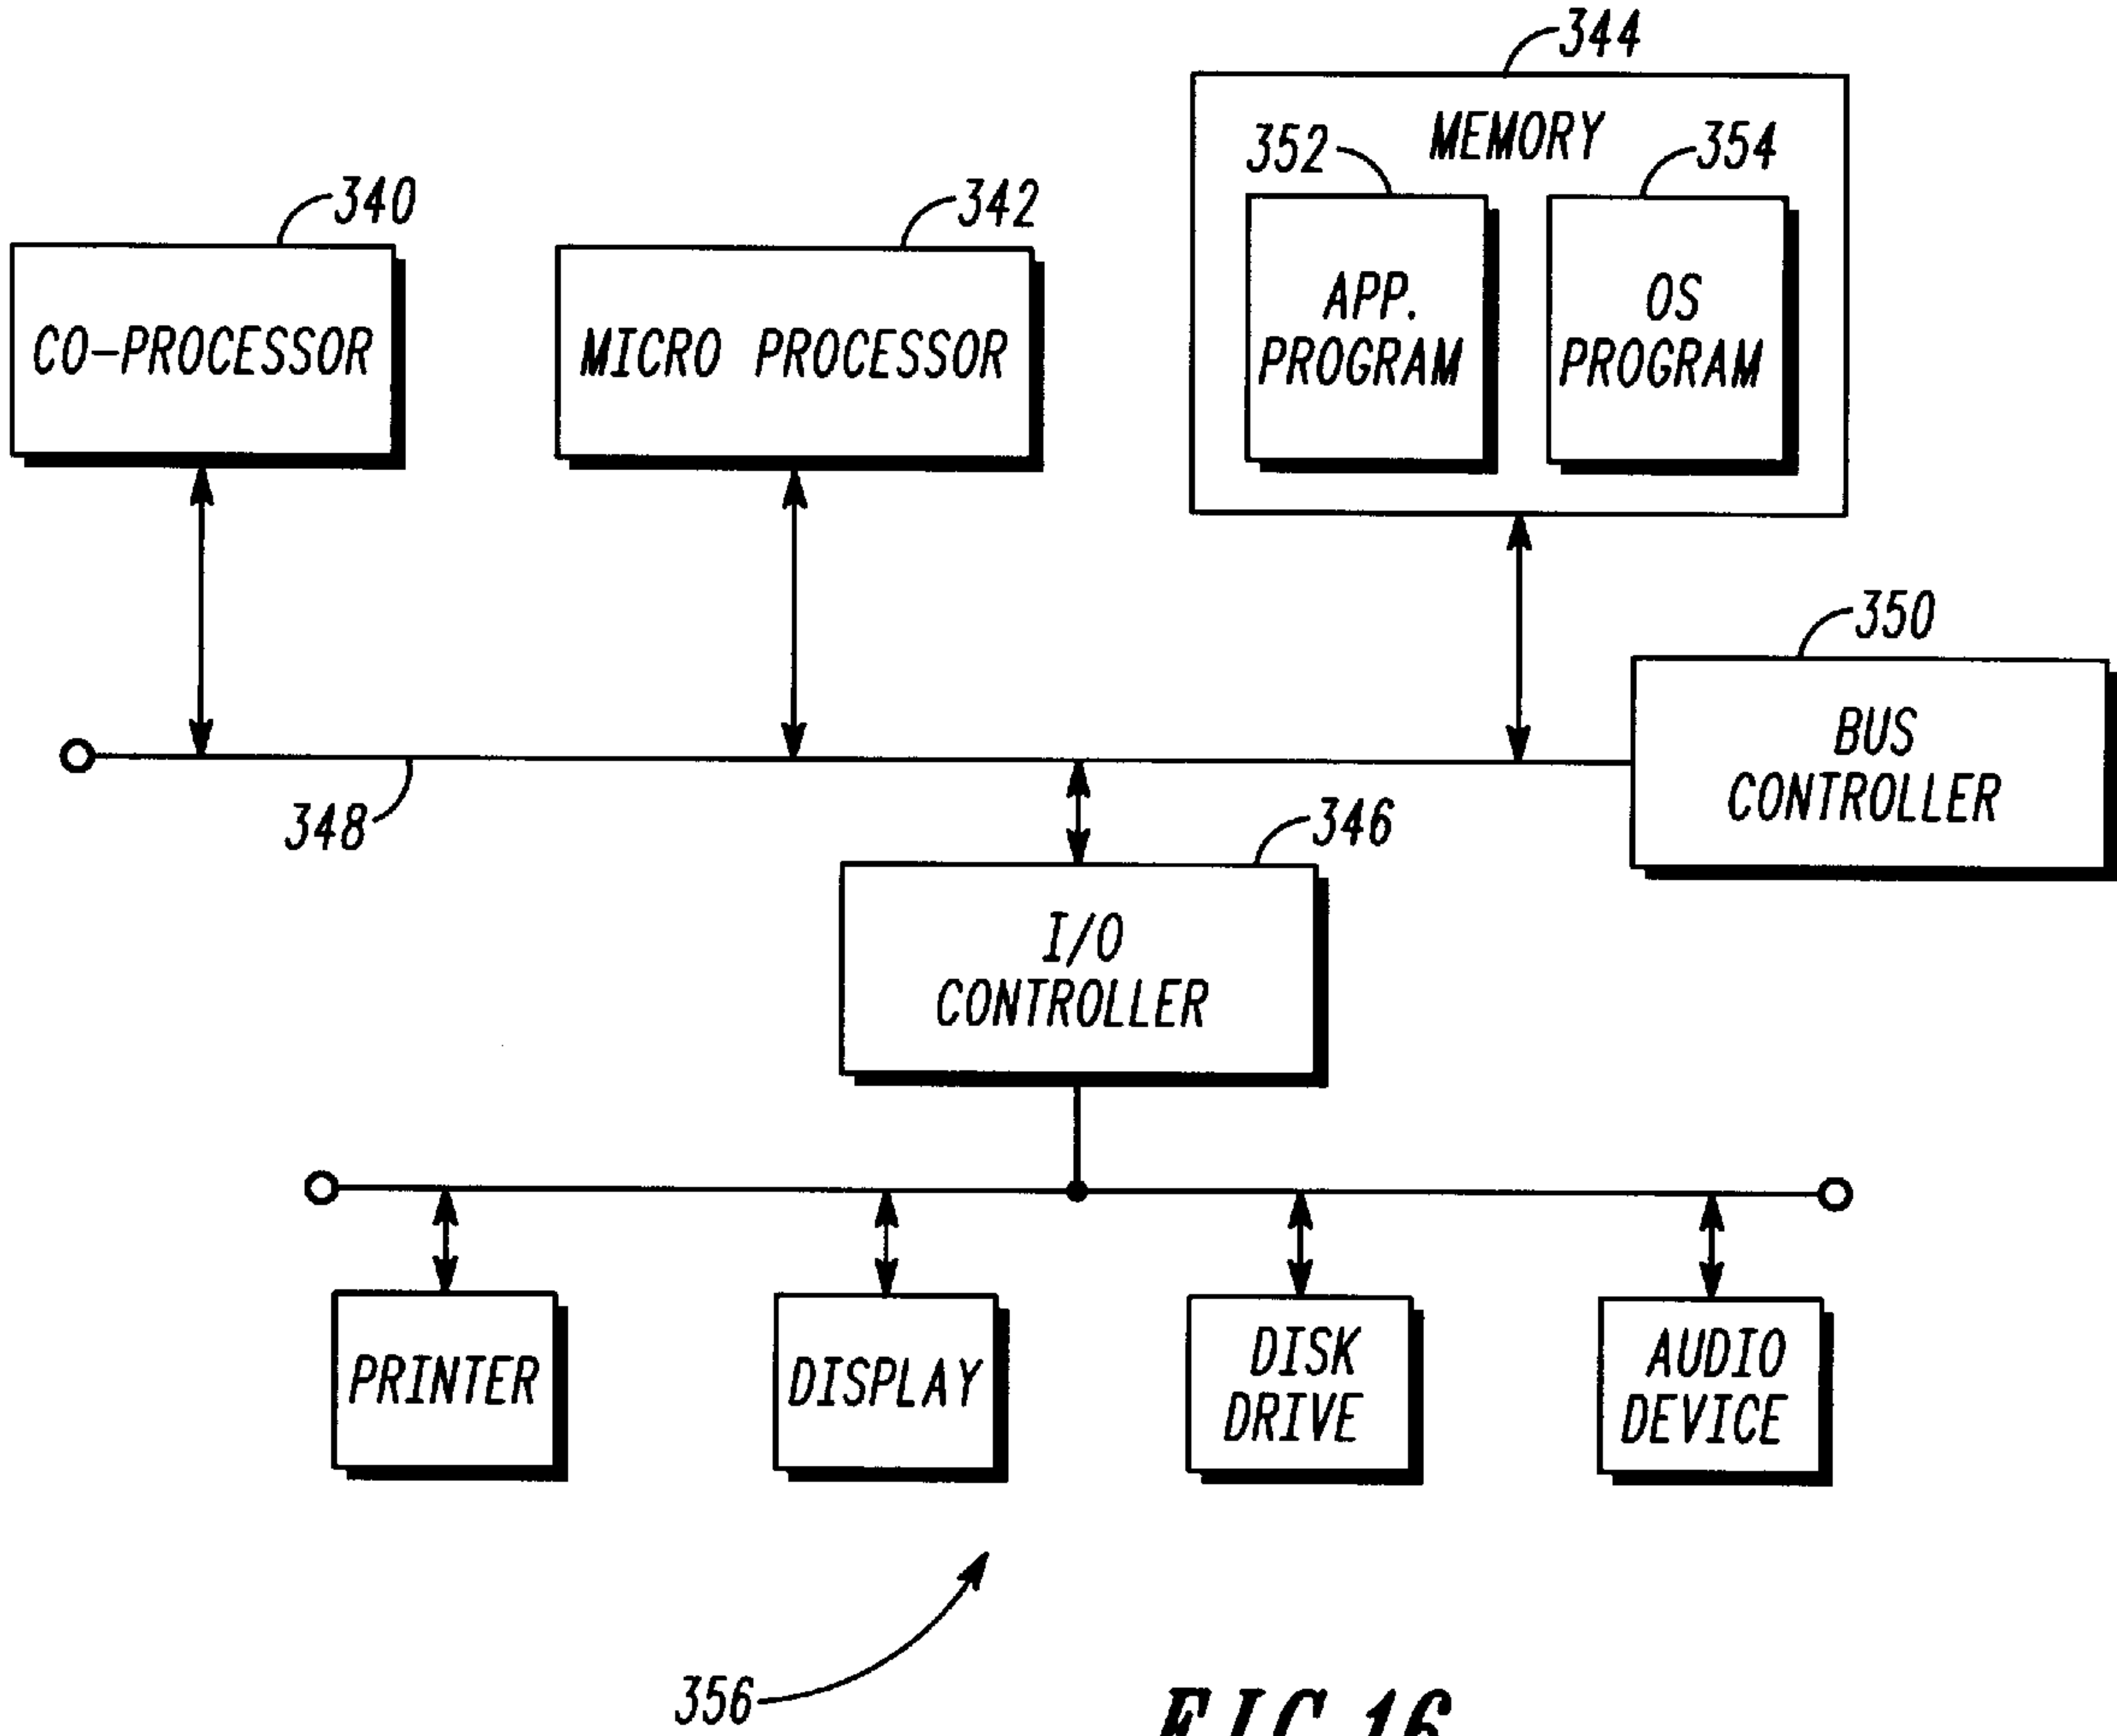 344
MEMORY
352
354
340
342
APP.
PROGRAM
OS
PROGRAM
CO-PROCESSOR
MICRO PROCESSOR
350
BUS
CONTROLLER
348
346
I/O
CONTROLLER
PRINTER
DISPLAY
DISK
DRIVE
AUDIO
DEVICE
356
FIG.16